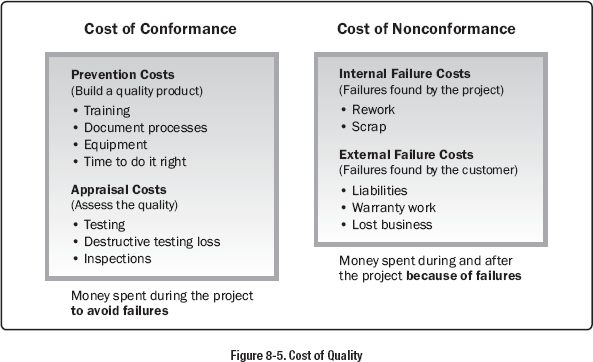 Cost of Conformance
Prevention Costs
(Build a quality product)
• Training
• Document processes
• Equipment
• Time to do it right
Appraisal Costs
(Assess the quality)
• Testing
• Destructive testing loss
• Inspections
Money spent during the project
to avoid failures
Cost of Nonconformance
Internal Failure Costs
(Failures found by the project)
• Rework
• Scrap
External Failure Costs
(Failures found by the customer)
• Liabilities
• Warranty work
• Lost business
Money spent during and after
the project because of failures
Figure 8-5. Cost of Quality